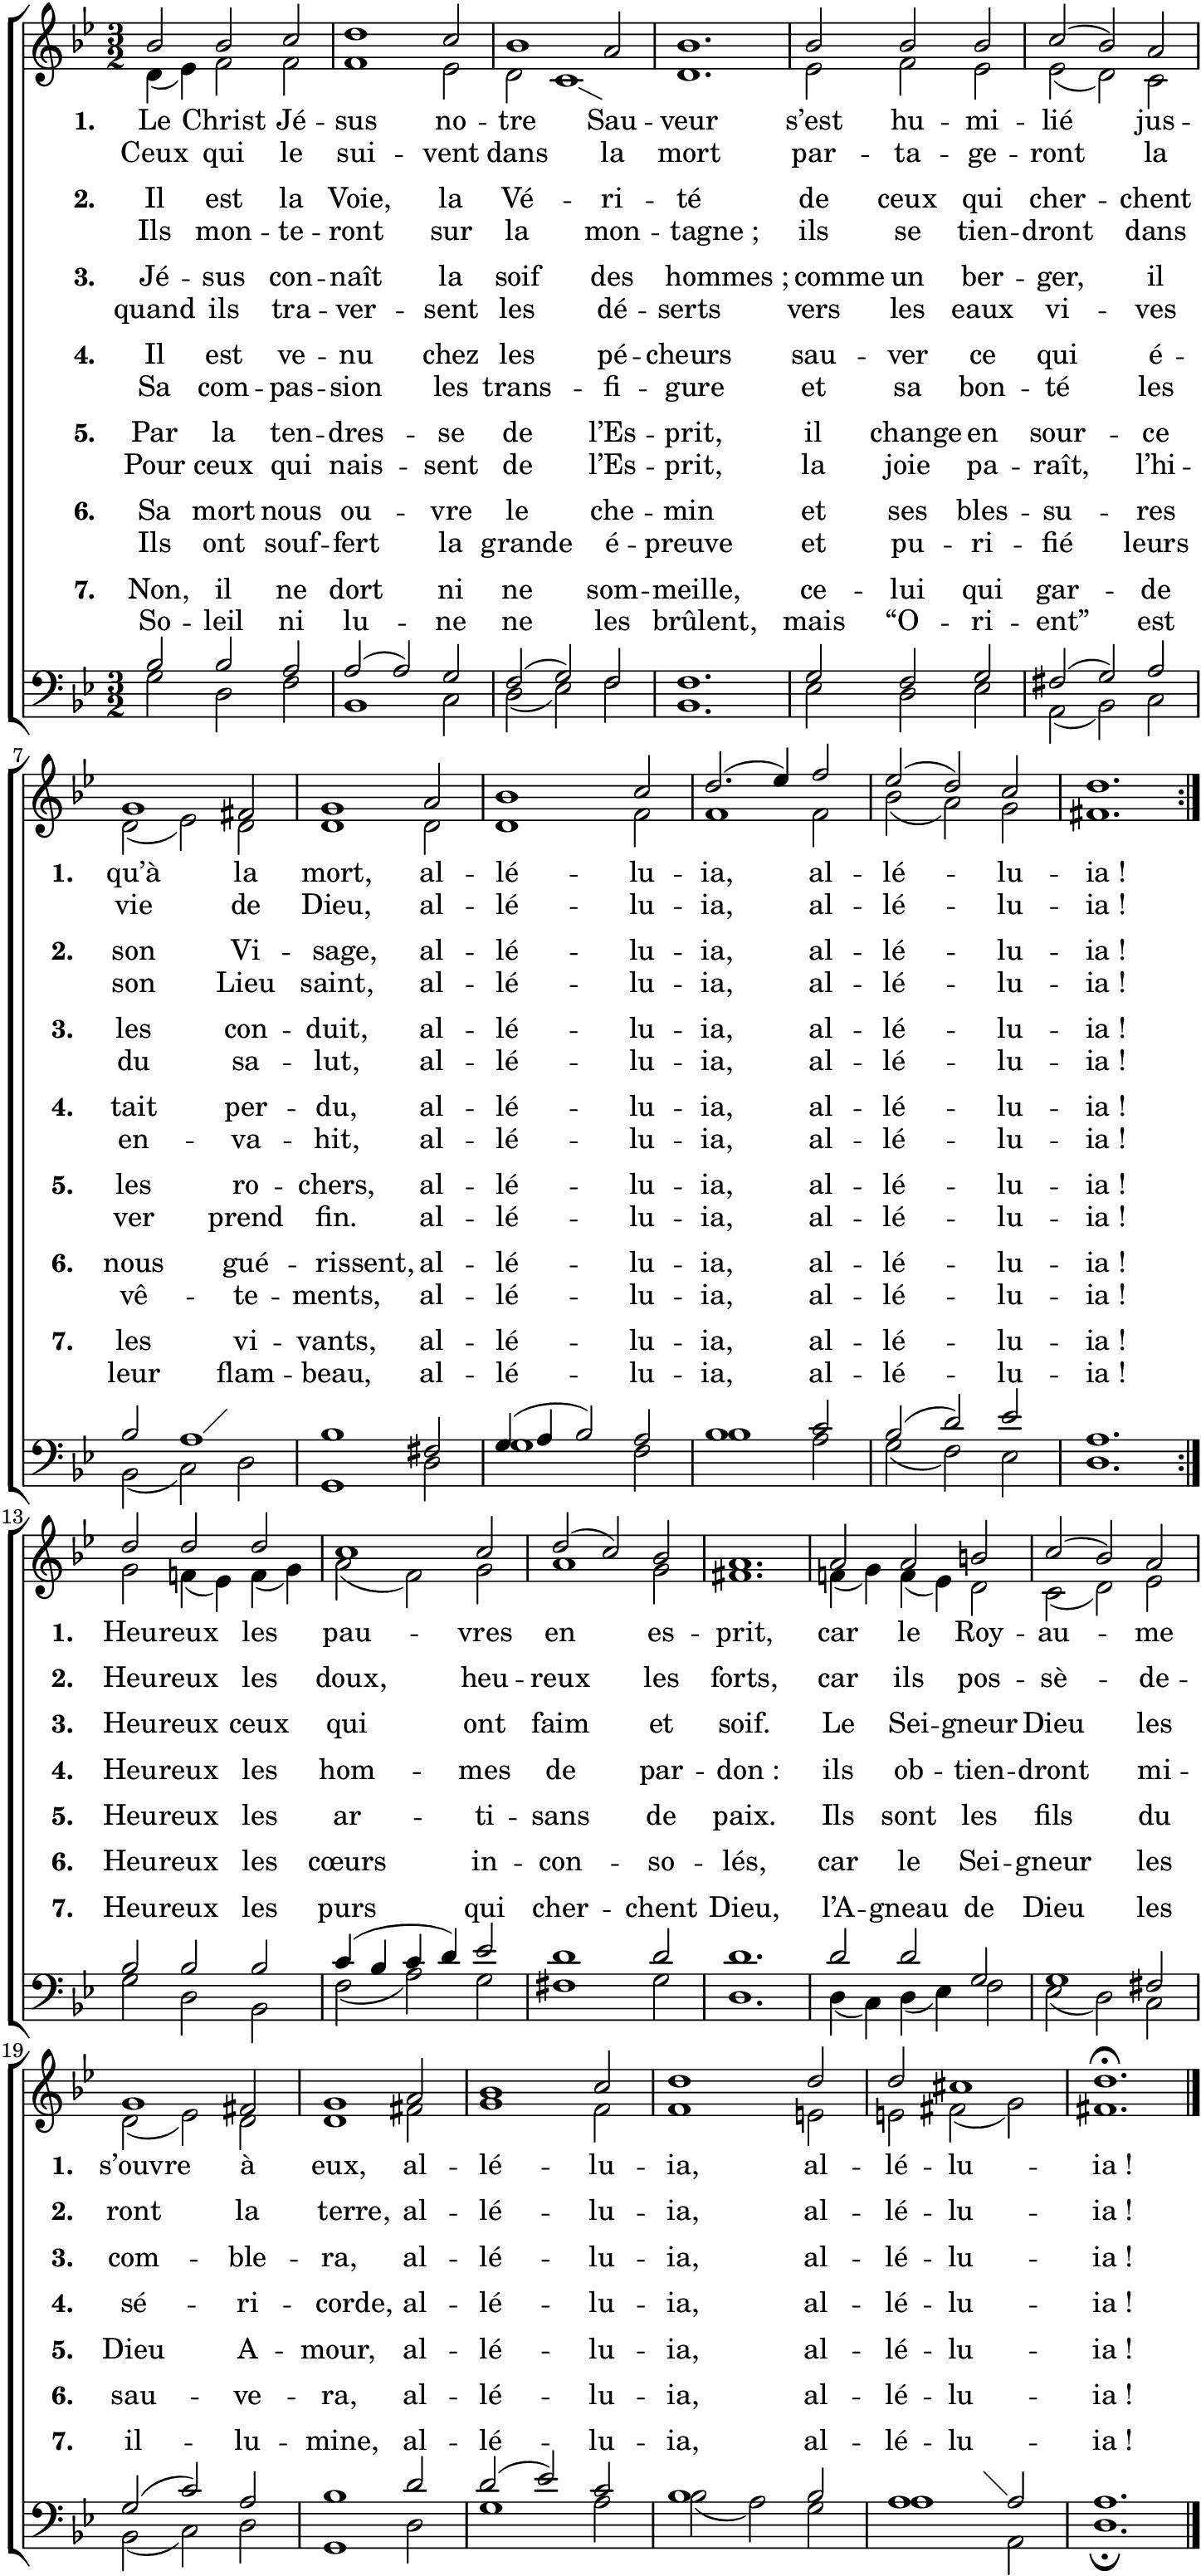 1. Le Christ Jé - sus no - tre Sau - veur s’est hu - mi - lié jus -
Ceux qui le sui - vent dans la mort par - ta - ge - ront la
2. Il est la Voie, la Vé - ri - té de ceux qui cher - chent
Ils mon - te - ront sur la mon - tagne ; ils se tien - dront dans
3. Jé - sus con - naît la soif des hommes ; comme un ber - ger, il
quand ils tra - ver - sent les dé - serts vers les eaux vi - ves
4. Il est ve - nu chez les pé - cheurs sau - ver ce qui é -
Sa com - pas - sion les trans - fi - gure et sa bon - té les
5. Par la ten - dres - se de l’Es - prit, il change en sour - ce
Pour ceux qui nais - sent de l’Es - prit, la joie pa - raît, l’hi -
6. Sa mort nous ou - vre le che - min et ses bles - su - res
Ils ont souf - fert la grande é - preuve et pu - ri - fié leurs
7. Non, il ne dort ni ne som - meille, ce - lui qui gar - de
So - leil ni lu - ne ne les brûlent, mais “O - ri - ent” est
7
1. qu’à la mort, al - lé - lu - ia, al - lé - lu - ia !
vie de Dieu, al - lé - lu - ia, al - lé - lu - ia !
2. son Vi - sage, al - lé - lu - ia, al - lé - lu - ia !
son Lieu saint, al - lé - lu - ia, al - lé - lu - ia !
3. les con - duit, al - lé - lu - ia, al - lé - lu - ia !
du sa - lut, al - lé - lu - ia, al - lé - lu - ia !
4. tait per - du, al - lé - lu - ia, al - lé - lu - ia !
en - va - hit, al - lé - lu - ia, al - lé - lu - ia !
5. les ro - chers, al - lé - lu - ia, al - lé - lu - ia !
ver prend fin. al - lé - lu - ia, al - lé - lu - ia !
6. nous gué - rissent, al - lé - lu - ia, al - lé - lu - ia !
vê - te - ments, al - lé - lu - ia, al - lé - lu - ia !
7. les vi - vants, al - lé - lu - ia, al - lé - lu - ia !
leur flam - beau, al - lé - lu - ia, al - lé - lu - ia !
13
1. Heureux les pau - vres en es - prit, car le Roy - au - me
2. Heureux les doux, heu - reux les forts, car ils pos - sè - de -
3. Heureux ceux qui ont faim et soif. Le Sei - gneur Dieu les
4. Heureux les hom - mes de par - don : ils ob - tien - dront mi -
5. Heureux les ar - ti - sans de paix. Ils sont les fils du
6. Heureux les cœurs in - con - so - lés, car le Sei - gneur les
7. Heureux les purs qui cher - chent Dieu, l’A - gneau de Dieu les
19
1. s’ouvre à eux, al - lé - lu - ia, al - lé - lu - ia !
2. ront la terre, al - lé - lu - ia, al - lé - lu - ia !
3. com - ble - ra, al - lé - lu - ia, al - lé - lu - ia !
4. sé - ri - corde, al - lé - lu - ia, al - lé - lu - ia !
5. Dieu A - mour, al - lé - lu - ia, al - lé - lu - ia !
6. sau - ve - ra, al - lé - lu - ia, al - lé - lu - ia !
7. il - lu - mine, al - lé - lu - ia, al - lé - lu - ia !